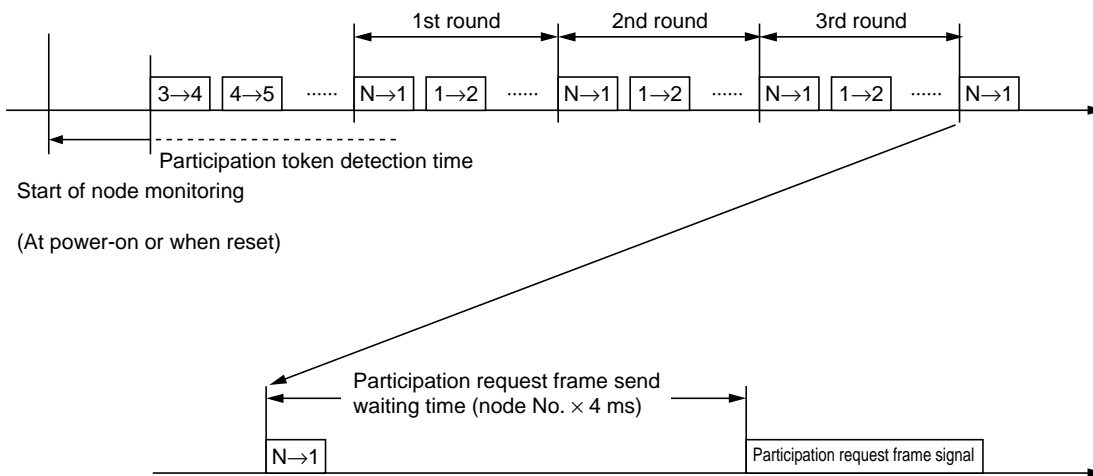 1st round 2nd round 3rd round
3→4 4→5 ...... N→1 1→2 ...... N→1 1→2 ...... N→1 1→2 ...... N→1
Participation token detection time
Start of node monitoring
(At power-on or when reset)
Participation request frame send
waiting time (node No. × 4 ms)
N→1 Participation request frame signal